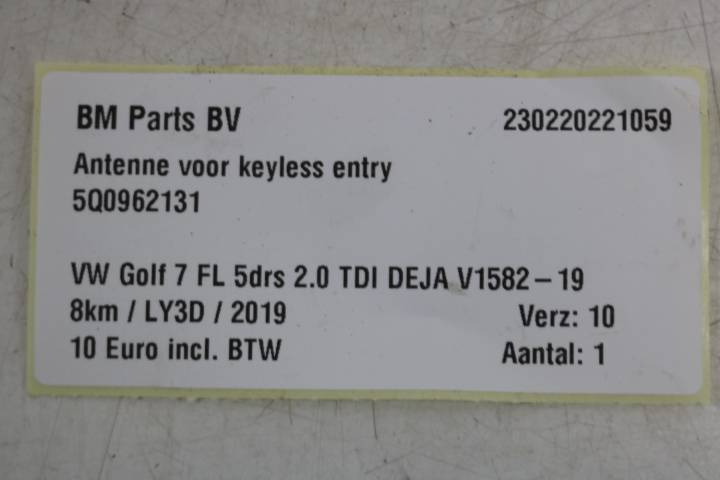 BM Parts BV 230220221059
Antenne voor keyless entry
5Q0962131
VW Golf 7 FL 5drs 2.0 TDI DEJA V1582 – 19
8km / LY3D / 2019 Verz: 10
10 Euro incl. BTW Aantal: 1